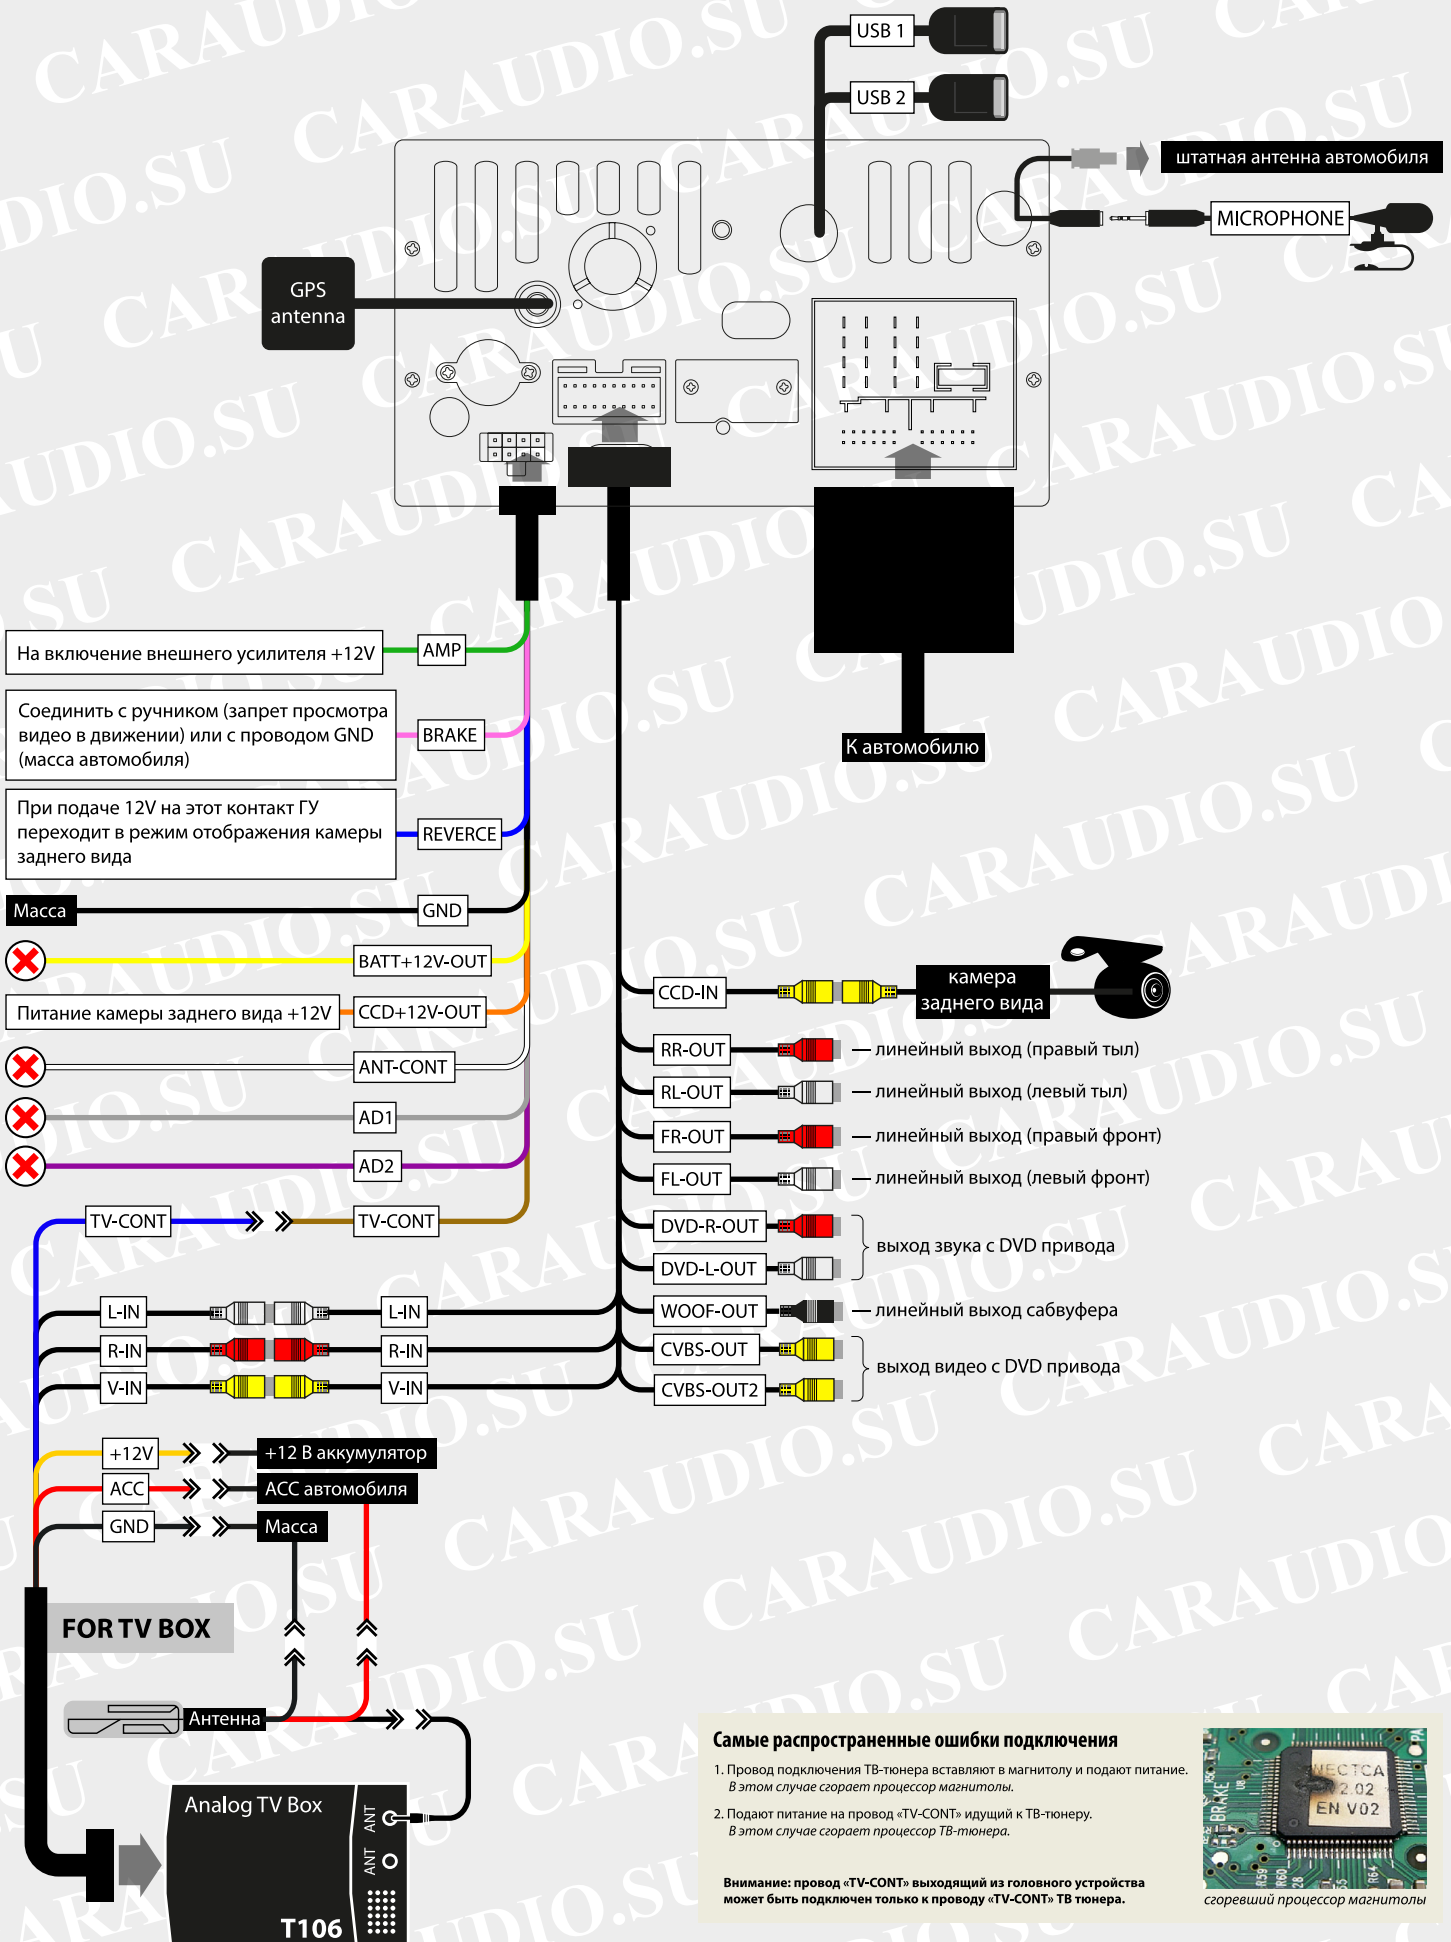 USB 1
USB 2
штатная антенна автомобиля
MICROPHONE
GPS
antenna
На включение внешнего усилителя +12V
AMP
Соединить с ручником (запрет просмотра
видео в движении) или с проводом GND
(масса автомобиля)
BRAKE
К автомобилю
При подаче 12V на этот контакт ГУ
переходит в режим отображения камеры
заднего вида
REVERCE
Масса
GND
BATT+12V-OUT
Питание камеры заднего вида +12V
CCD+12V-OUT
ANT-CONT
AD1
AD2
TV-CONT
TV-CONT
CCD-IN
камера
заднего вида
RR-OUT
— линейный выход (правый тыл)
RL-OUT
— линейный выход (левый тыл)
FR-OUT
— линейный выход (правый фронт)
FL-OUT
— линейный выход (левый фронт)
DVD-R-OUT
DVD-L-OUT
выход звука с DVD привода
WOOF-OUT
— линейный выход сабвуфера
CVBS-OUT
CVBS-OUT2
выход видео с DVD привода
L-IN
L-IN
R-IN
R-IN
V-IN
V-IN
+12V
+12 В аккумулятор
ACC
ACC автомобиля
GND
Масса
FOR TV BOX
Антенна
Analog TV Box
ANT
ANT
T106
Самые распространенные ошибки подключения
1. Провод подключения ТВ-тюнера вставляют в магнитолу и подают питание.
В этом случае сгорает процессор магнитолы.
2. Подают питание на провод «TV-CONT» идущий к ТВ-тюнеру.
В этом случае сгорает процессор ТВ-тюнера.
Внимание: провод «TV-CONT» выходящий из головного устройства
может быть подключен только к проводу «TV-CONT» ТВ тюнера.
BRAKE
EN V02
сгоревший процессор магнитолы
CARAUDIO.SU